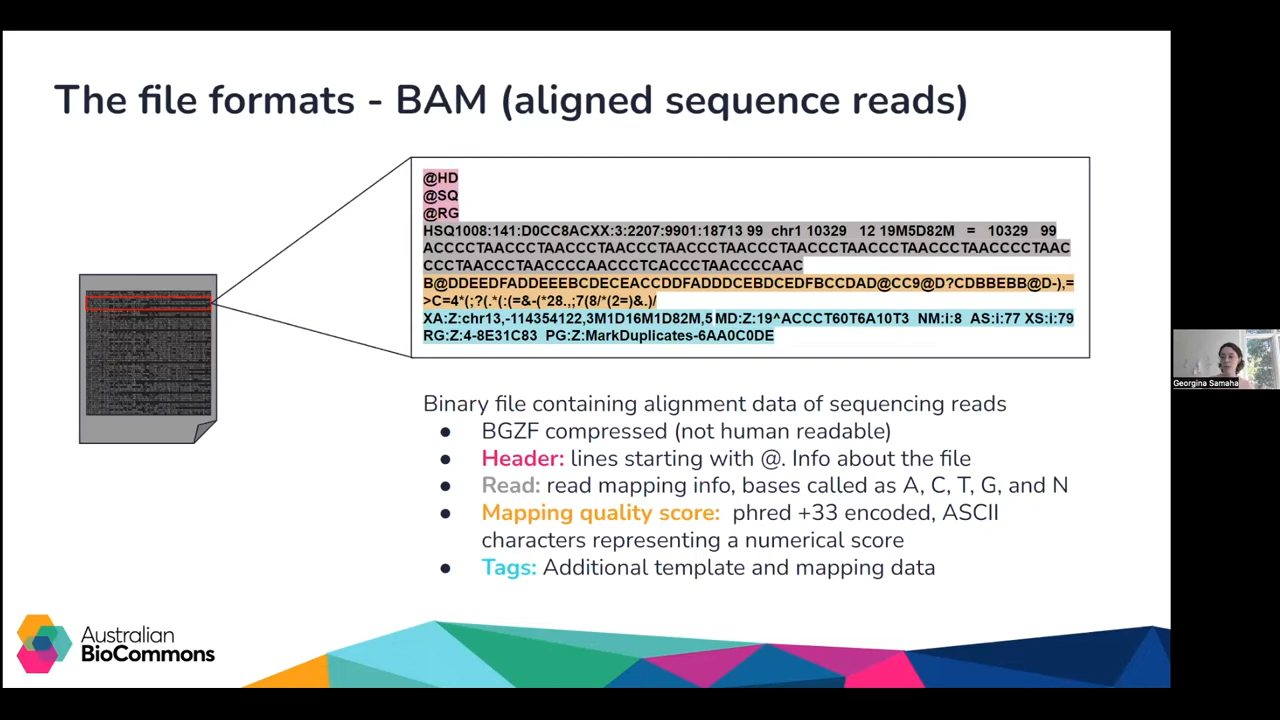 The file formats - BAM (aligned sequence reads)
@HD
@SQ
@RG
HSQ1008:141:D0CC8ACXX:3:2207:9901:18713 99 chr1 10329 12 19M5D82M = 10329 99
ACCCCTAACCCTAACCCTAACCCTAACCCTAACCCTAACCCTAACCCTAACCCTAACCCCTAAC
CCCTAACCCTAACCCCAACCCTCACCCTAACCCCAAC
B@DDEEDFADDEEEBCDECEACCDDFADDDCEBDCEDFBCCDAD@CC9@D?CDBBEBB@D-),=
>C=4*(;?(.*(:(=&-(*28..;7(8/*(2=)&.)/
XA:Z:chr13,-114354122,3M1D16M1D82M,5 MD:Z:19^ACCCT60T6A10T3 NM:i:8 AS:i:77 XS:i:79
RG:Z:4-8E31C83 PG:Z:MarkDuplicates-6AA0C0DE
Binary file containing alignment data of sequencing reads
● BGZF compressed (not human readable)
● Header: lines starting with @. Info about the file
● Read: read mapping info, bases called as A, C, T, G, and N
● Mapping quality score: phred +33 encoded, ASCII
characters representing a numerical score
● Tags: Additional template and mapping data
Australian
BioCommons
Georgina Samaha